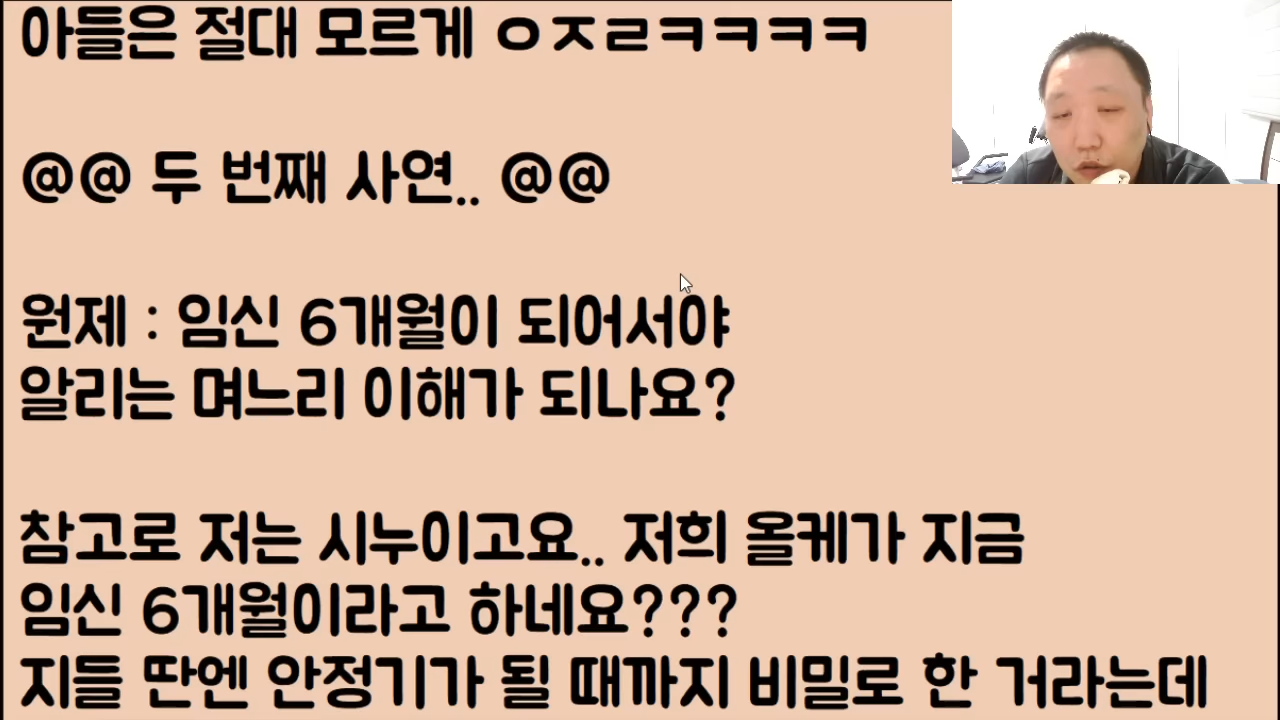 아들은 절대 모르게 ㅇㅈㄹㅋㅋㅋㅋ
@@ 두 번째 사연.. @@
원제 : 임신 6개월이 되어서야
알리는 며느리 이해가 되나요?
참고로 저는 시누이고요.. 저희 올케가 지금
임신 6개월이라고 하네요???
지들 딴엔 안정기가 될 때까지 비밀로 한 거라는데